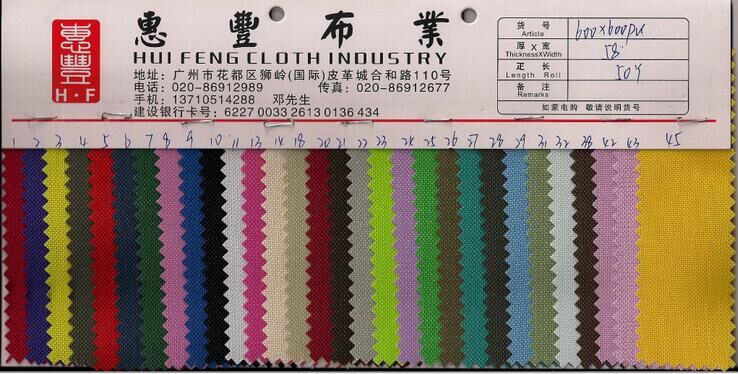 惠豐
H·F
惠豐布業
HUI FENG CLOTH INDUSTRY
地址：广州市花都区狮岭(国际)皮革城合和路110号
电话：020-86912989 传真：020-86912677
手机：13710514288 邓先生
建设银行卡号：6227 0033 2613 0136 434
货号 Article 600x600pu
厚X宽 ThicknessXWidth 58"
疋长 Length Roll 50Y
备注 Remarks
如蒙电购 敬请说明货号
1 2 3 4 5 6 7 8 9 10 11 13 14 18 20 21 22 23 24 25 26 27 28 29 31 32 33 42 43 45